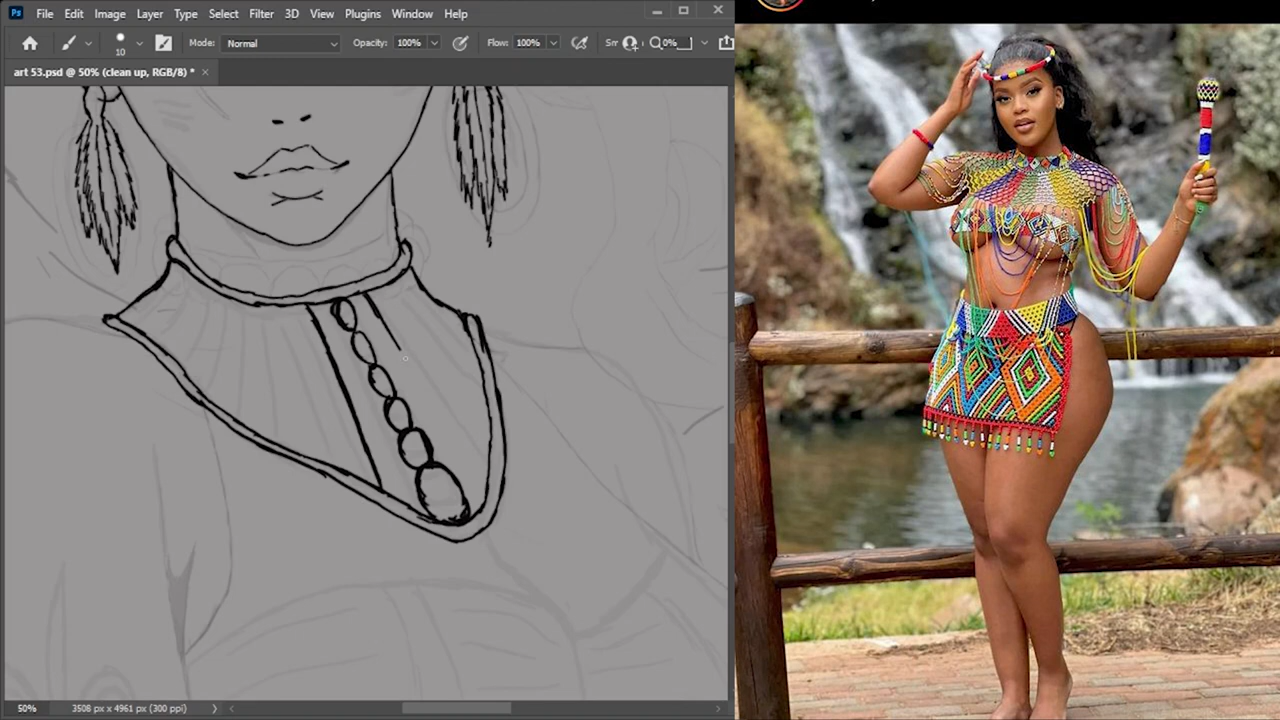 Ps File Edit Image Layer Type Select Filter 3D View Plugins Window Help
10 Mode: Normal Opacity: 100% Flow: 100% 0%
art 53.psd @ 50% (clean up, RGB/8) *
50% 3508 px x 4961 px (300 ppi)